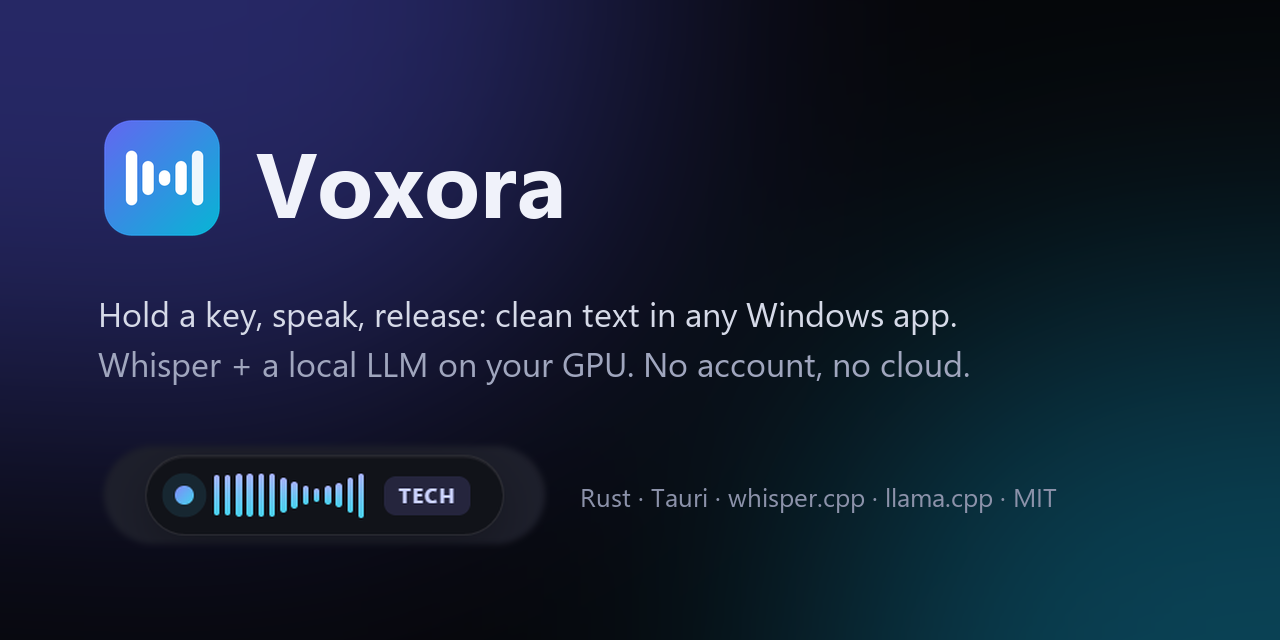 Voxora
Hold a key, speak, release: clean text in any Windows app.
Whisper + a local LLM on your GPU. No account, no cloud.
TECH
Rust · Tauri · whisper.cpp · llama.cpp · MIT